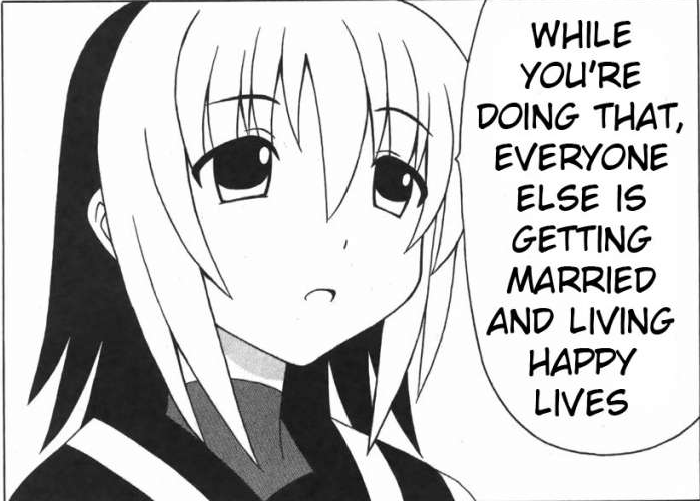 WHILE
YOU'RE
DOING THAT,
EVERYONE
ELSE IS
GETTING
MARRIED
AND LIVING
HAPPY
LIVES